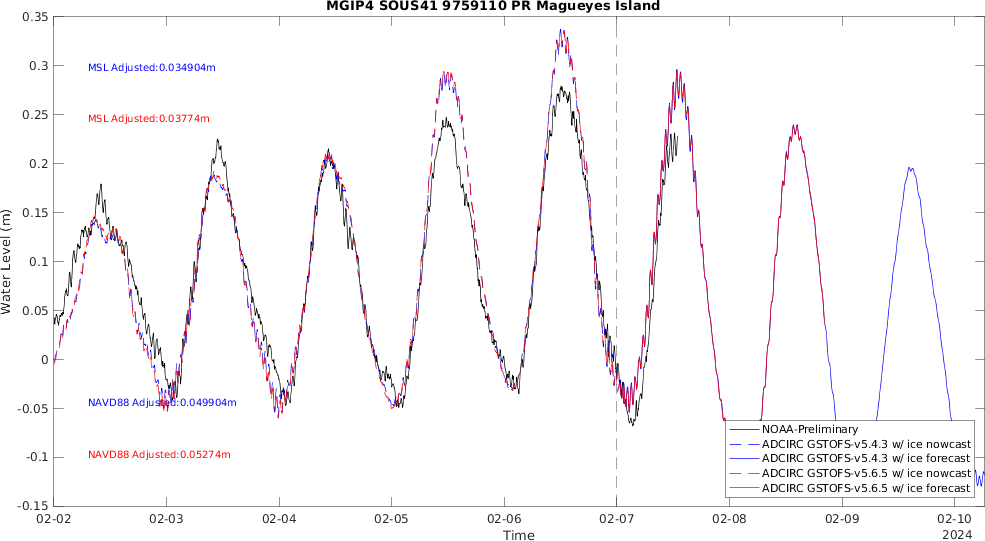 MGIP4 SOUS41 9759110 PR Magueyes Island
0.35
0.3
0.25
0.2
0.15
0.1
0.05
0
-0.05
-0.1
-0.15
Water Level (m)
MSL Adjusted:0.034904m
MSL Adjusted:0.03774m
NAVD88 Adjusted:0.049904m
NAVD88 Adjusted:0.05274m
NOAA-Preliminary
ADCIRC GSTOFS-v5.4.3 w/ ice nowcast
ADCIRC GSTOFS-v5.4.3 w/ ice forecast
ADCIRC GSTOFS-v5.6.5 w/ ice nowcast
ADCIRC GSTOFS-v5.6.5 w/ ice forecast
02-02 02-03 02-04 02-05 02-06 02-07 02-08 02-09 02-10
Time
2024